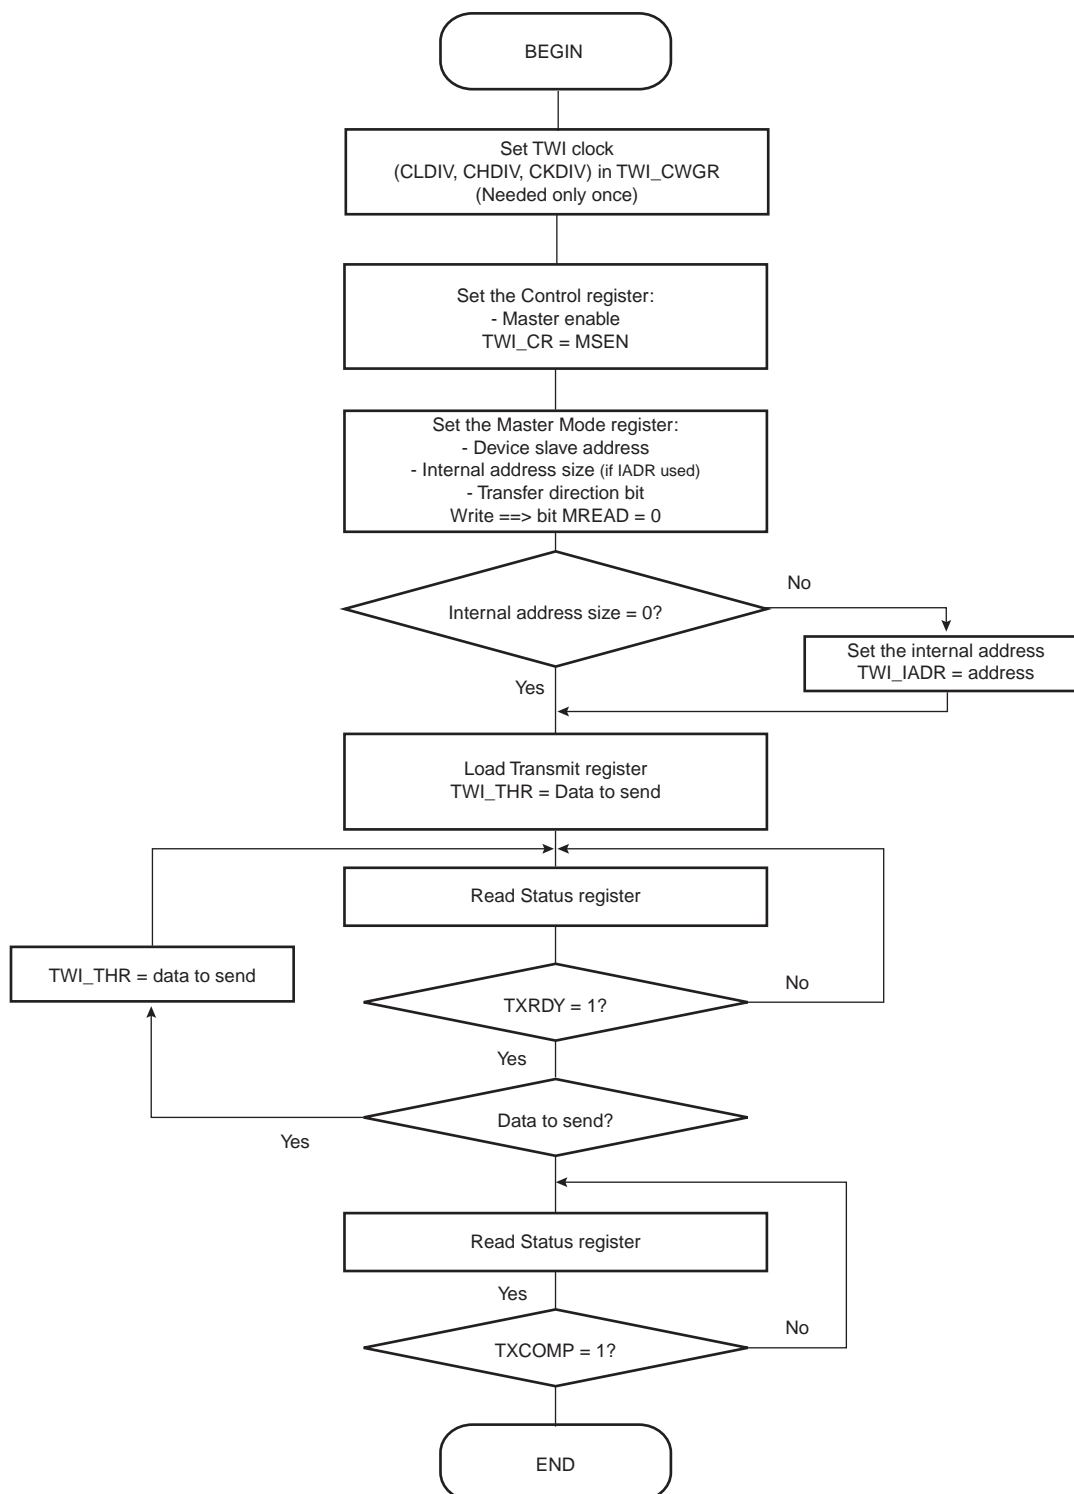 BEGIN
Set TWI clock
(CLDIV, CHDIV, CKDIV) in TWI_CWGR
(Needed only once)
Set the Control register:
- Master enable
TWI_CR = MSEN
Set the Master Mode register:
- Device slave address
- Internal address size (if IADR used)
- Transfer direction bit
Write ==> bit MREAD = 0
No
Internal address size = 0?
Set the internal address
TWI_IADR = address
Yes
Load Transmit register
TWI_THR = Data to send
Read Status register
TWI_THR = data to send
No
TXRDY = 1?
Yes
Data to send?
Yes
Read Status register
Yes
No
TXCOMP = 1?
END